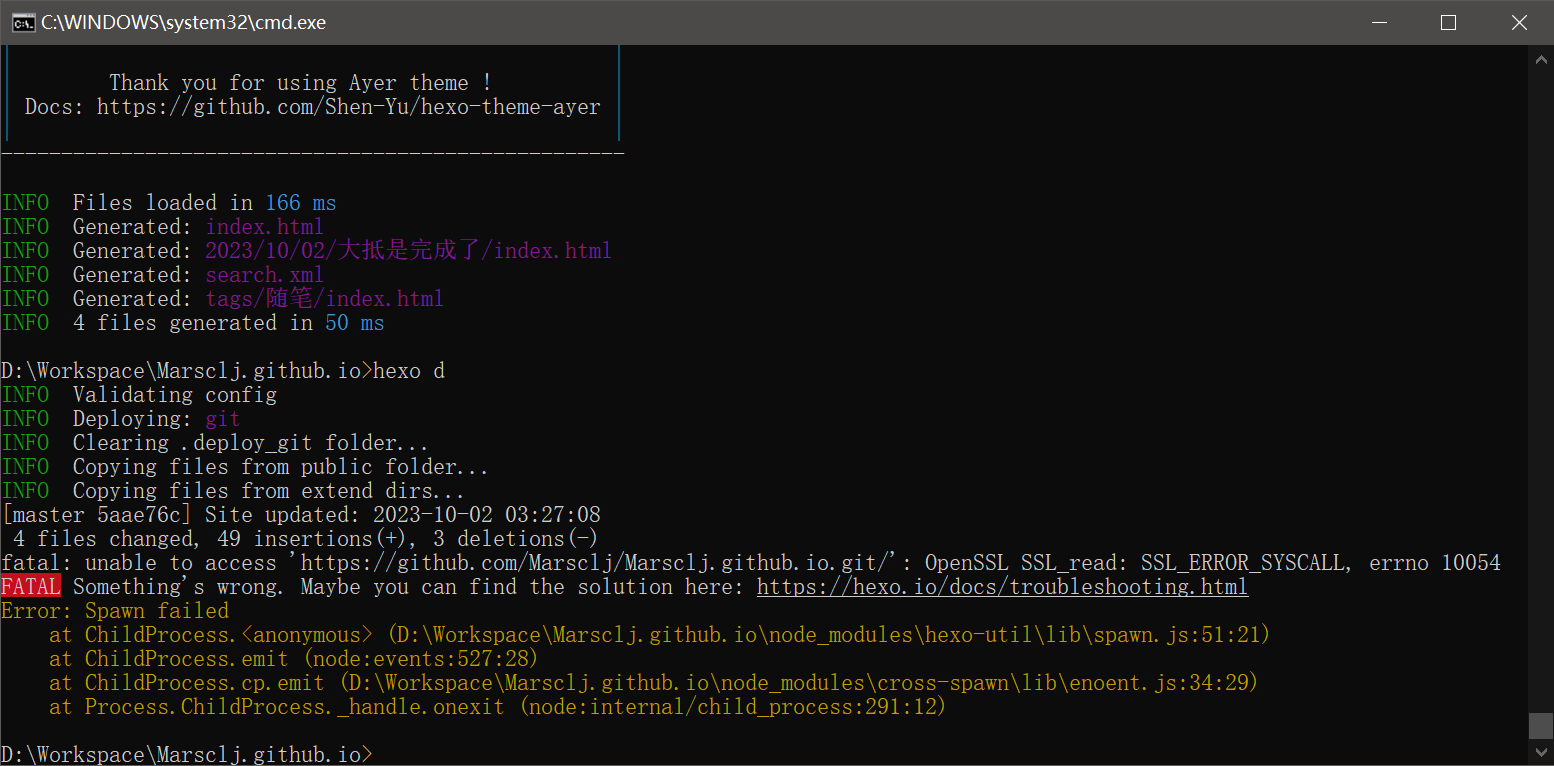 C:\WINDOWS\system32\cmd.exe
Thank you for using Ayer theme !
Docs: https://github.com/Shen-Yu/hexo-theme-ayer
----------------------------------------------------
INFO  Files loaded in 166 ms
INFO  Generated: index.html
INFO  Generated: 2023/10/02/大抵是完成了/index.html
INFO  Generated: search.xml
INFO  Generated: tags/随笔/index.html
INFO  4 files generated in 50 ms
D:\Workspace\Marsclj.github.io>hexo d
INFO  Validating config
INFO  Deploying: git
INFO  Clearing .deploy_git folder...
INFO  Copying files from public folder...
INFO  Copying files from extend dirs...
[master 5aae76c] Site updated: 2023-10-02 03:27:08
 4 files changed, 49 insertions(+), 3 deletions(-)
fatal: unable to access 'https://github.com/Marsclj/Marsclj.github.io.git/': OpenSSL SSL_read: SSL_ERROR_SYSCALL, errno 10054
FATAL Something's wrong. Maybe you can find the solution here: https://hexo.io/docs/troubleshooting.html
Error: Spawn failed
    at ChildProcess.<anonymous> (D:\Workspace\Marsclj.github.io\node_modules\hexo-util\lib\spawn.js:51:21)
    at ChildProcess.emit (node:events:527:28)
    at ChildProcess.cp.emit (D:\Workspace\Marsclj.github.io\node_modules\cross-spawn\lib\enoent.js:34:29)
    at Process.ChildProcess._handle.onexit (node:internal/child_process:291:12)
D:\Workspace\Marsclj.github.io>